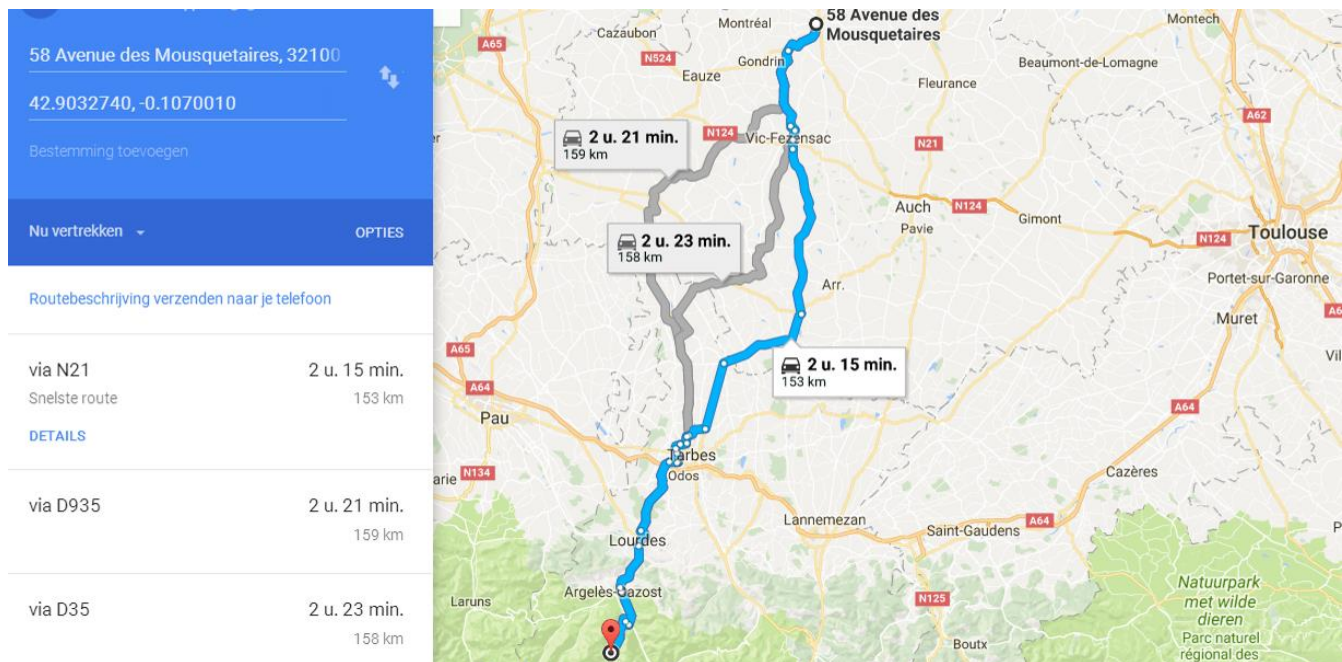 58 Avenue des Mousquetaires, 32100
42.9032740, -0.1070010
Bestemming toevoegen
Nu vertrekken
OPTIES
Routebeschrijving verzenden naar je telefoon
via N21
2 u. 15 min.
Snelste route
153 km
DETAILS
via D935
2 u. 21 min.
159 km
via D35
2 u. 23 min.
158 km
58 Avenue des
Mousquetaires
Montréal
Montech
Cazaubon
A65
N524
Gondrin
Beaumont-de-Lomagne
Eauze
Fleurance
A62
2 u. 21 min.
159 km
N124
Vic-Fezensac
N21
Auch
N124
Gimont
Pavie
Toulouse
N124
2 u. 23 min.
158 km
Portet-sur-Garonne
Arr.
Muret
A65
2 u. 15 min.
153 km
A64
A64
Pau
Tarbes
Odos
N134
Cazères
Lannemezan
A64
Saint-Gaudens
Lourdes
Argelès-Gazost
Laruns
N125
Boutx
Natuurpark
met wilde
dieren
Parc naturel
régional des